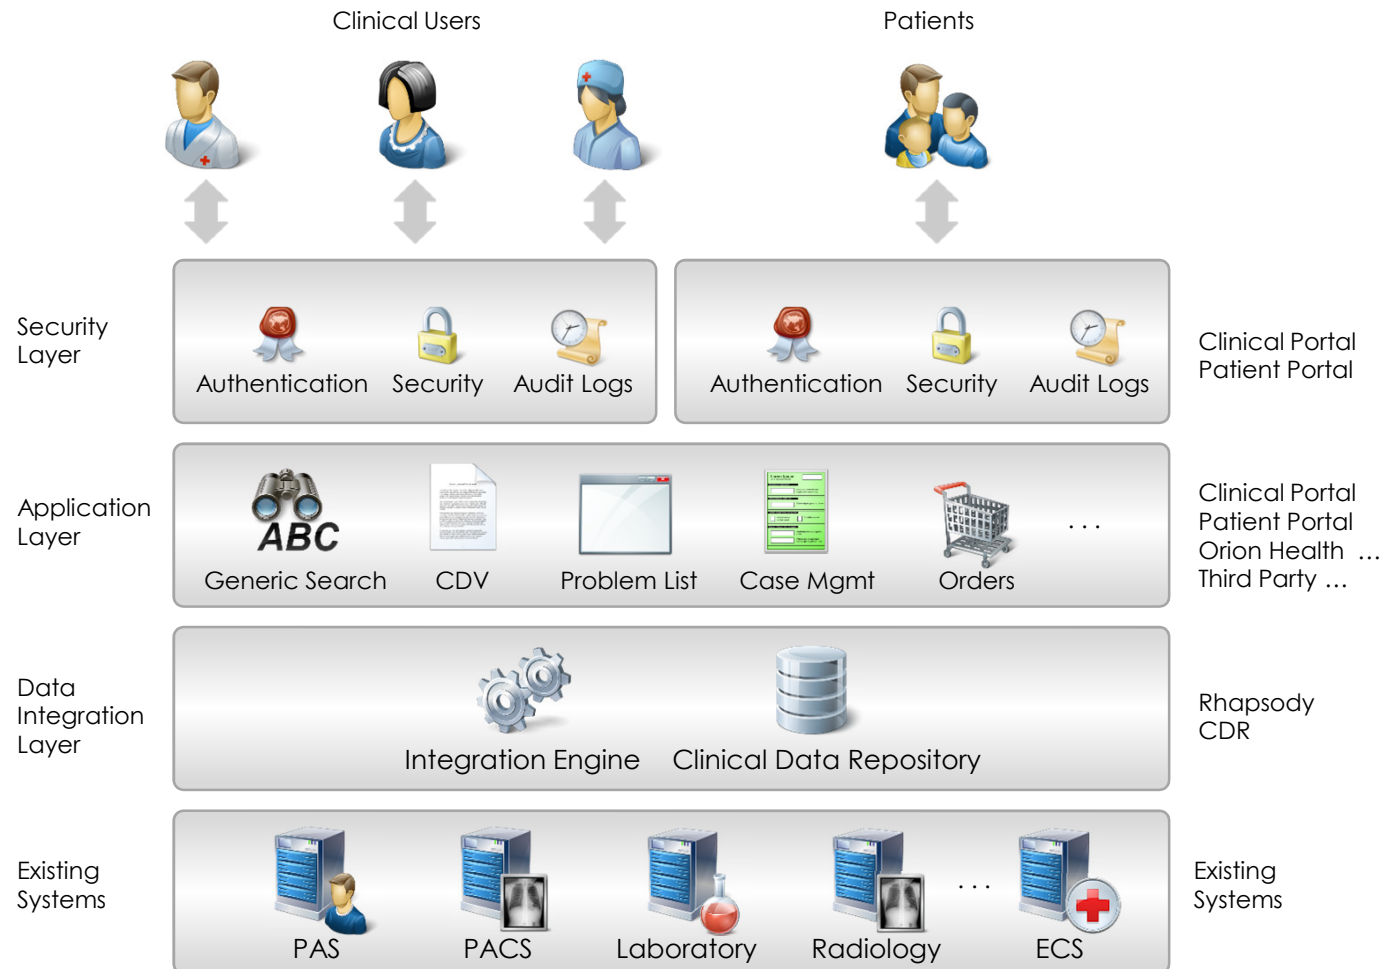 Clinical Users
Patients
Security
Layer
Authentication
Security
Audit Logs
Authentication
Security
Audit Logs
Clinical Portal
Patient Portal
Application
Layer
ABC
Generic Search
CDV
Problem List
Case Mgmt
Orders
. . .
Clinical Portal
Patient Portal
Orion Health …
Third Party …
Data
Integration
Layer
Integration Engine
Clinical Data Repository
Rhapsody
CDR
Existing
Systems
PAS
PACS
Laboratory
Radiology
. . .
ECS
Existing
Systems